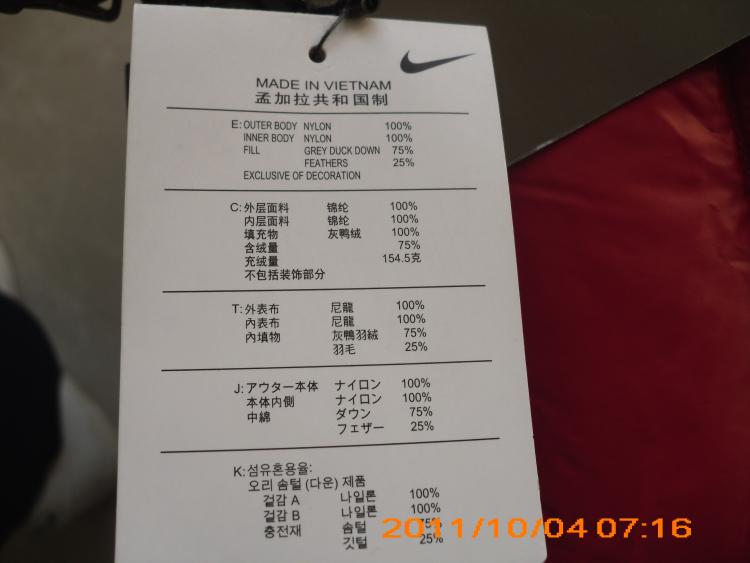 MADE IN VIETNAM
孟加拉共和国制
E: OUTER BODY NYLON 100%
INNER BODY NYLON 100%
FILL GREY DUCK DOWN 75%
FEATHERS 25%
EXCLUSIVE OF DECORATION
C: 外层面料 锦纶 100%
内层面料 锦纶 100%
填充物 灰鸭绒 100%
含绒量 75%
充绒量 154.5克
不包括装饰部分
T: 外表布 尼龍 100%
內表布 尼龍 100%
內填物 灰鴨羽絨 75%
羽毛 25%
J: アウター本体 ナイロン 100%
本体内側 ナイロン 100%
中綿 ダウン 75%
フェザー 25%
K: 섬유혼용율:
오리 솜털 (다운) 제품
겉감 A 나일론 100%
겉감 B 나일론 100%
충전재 솜털 75%
깃털 25%
2011/10/04 07:16